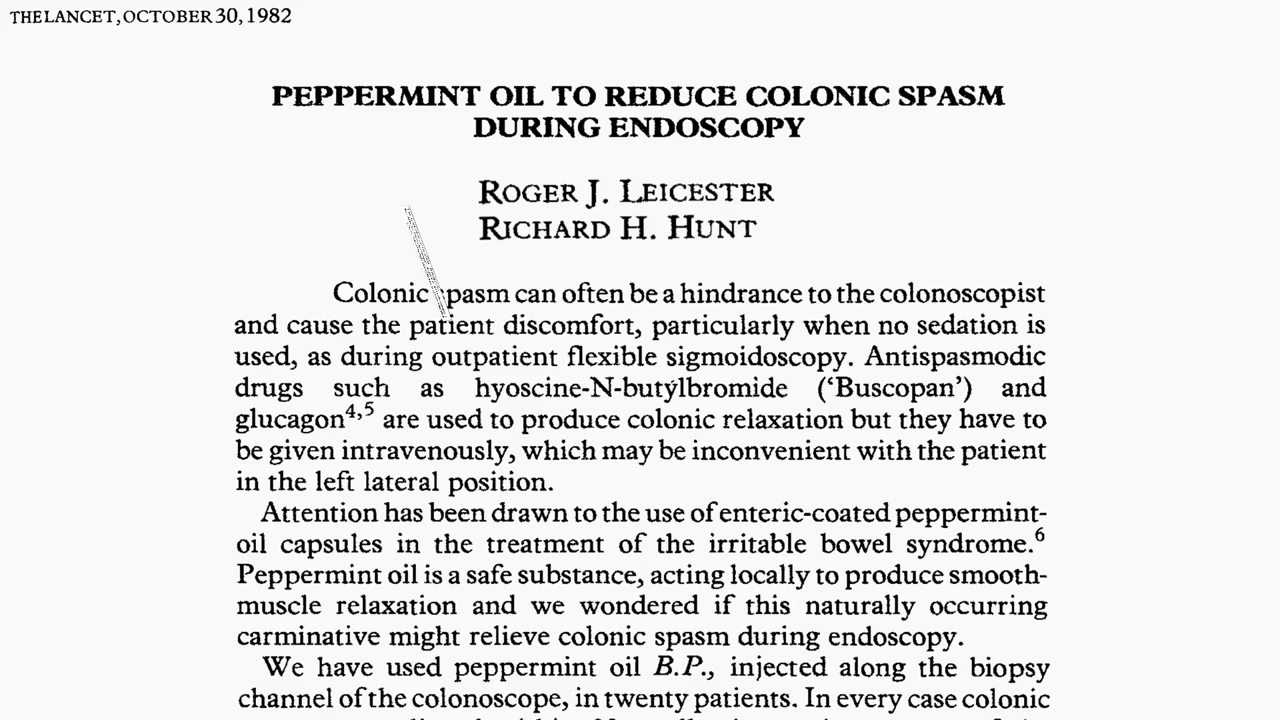 THE LANCET, OCTOBER 30, 1982
PEPPERMINT OIL TO REDUCE COLONIC SPASM
DURING ENDOSCOPY
ROGER J. LEICESTER
RICHARD H. HUNT
Colonic spasm can often be a hindrance to the colonoscopist
and cause the patient discomfort, particularly when no sedation is
used, as during outpatient flexible sigmoidoscopy. Antispasmodic
drugs such as hyoscine-N-butylbromide (‘Buscopan’) and
glucagon4,5 are used to produce colonic relaxation but they have to
be given intravenously, which may be inconvenient with the patient
in the left lateral position.
Attention has been drawn to the use of enteric-coated peppermint-
oil capsules in the treatment of the irritable bowel syndrome.6
Peppermint oil is a safe substance, acting locally to produce smooth-
muscle relaxation and we wondered if this naturally occurring
carminative might relieve colonic spasm during endoscopy.
We have used peppermint oil B.P., injected along the biopsy
channel of the colonoscope, in twenty patients. In every case colonic